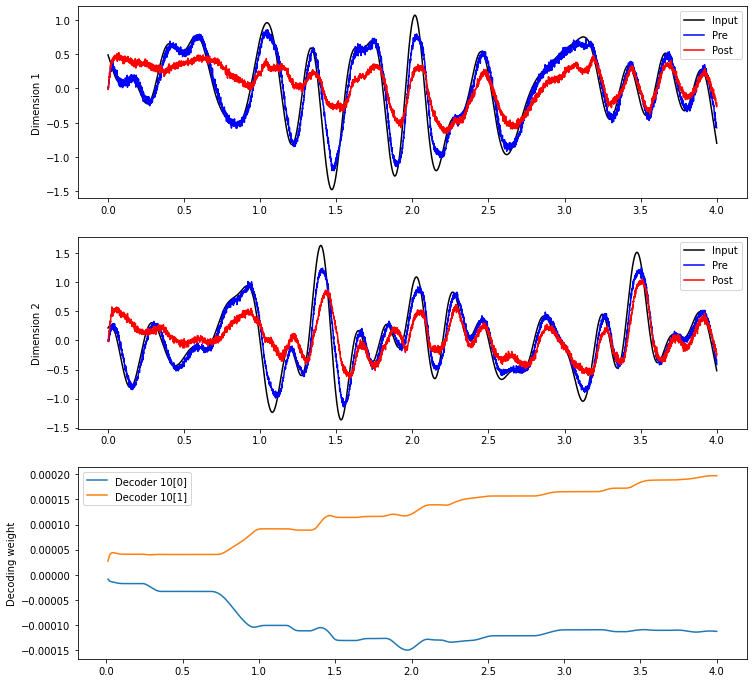 1.0
0.5
0.0
−0.5
−1.0
−1.5
Dimension 1
Input
Pre
Post
0.0 0.5 1.0 1.5 2.0 2.5 3.0 3.5 4.0
1.5
1.0
0.5
0.0
−0.5
−1.0
−1.5
Dimension 2
Input
Pre
Post
0.0 0.5 1.0 1.5 2.0 2.5 3.0 3.5 4.0
0.00020
0.00015
0.00010
0.00005
0.00000
−0.00005
−0.00010
−0.00015
Decoding weight
Decoder 10[0]
Decoder 10[1]
0.0 0.5 1.0 1.5 2.0 2.5 3.0 3.5 4.0